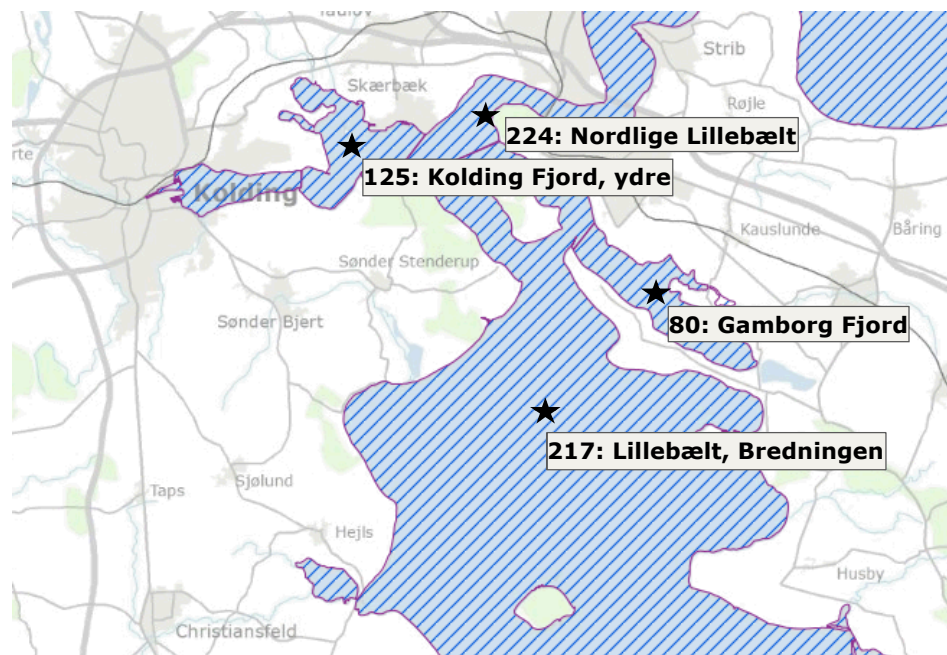 Strib
Skærbæk
Røjle
224: Nordlige Lillebælt
125: Kolding Fjord, ydre
Kolding
Kauslunde
Båring
Sønder Stenderup
80: Gamborg Fjord
Sønder Bjert
217: Lillebælt, Bredningen
Sjølund
Taps
Hejls
Husby
Christiansfeld